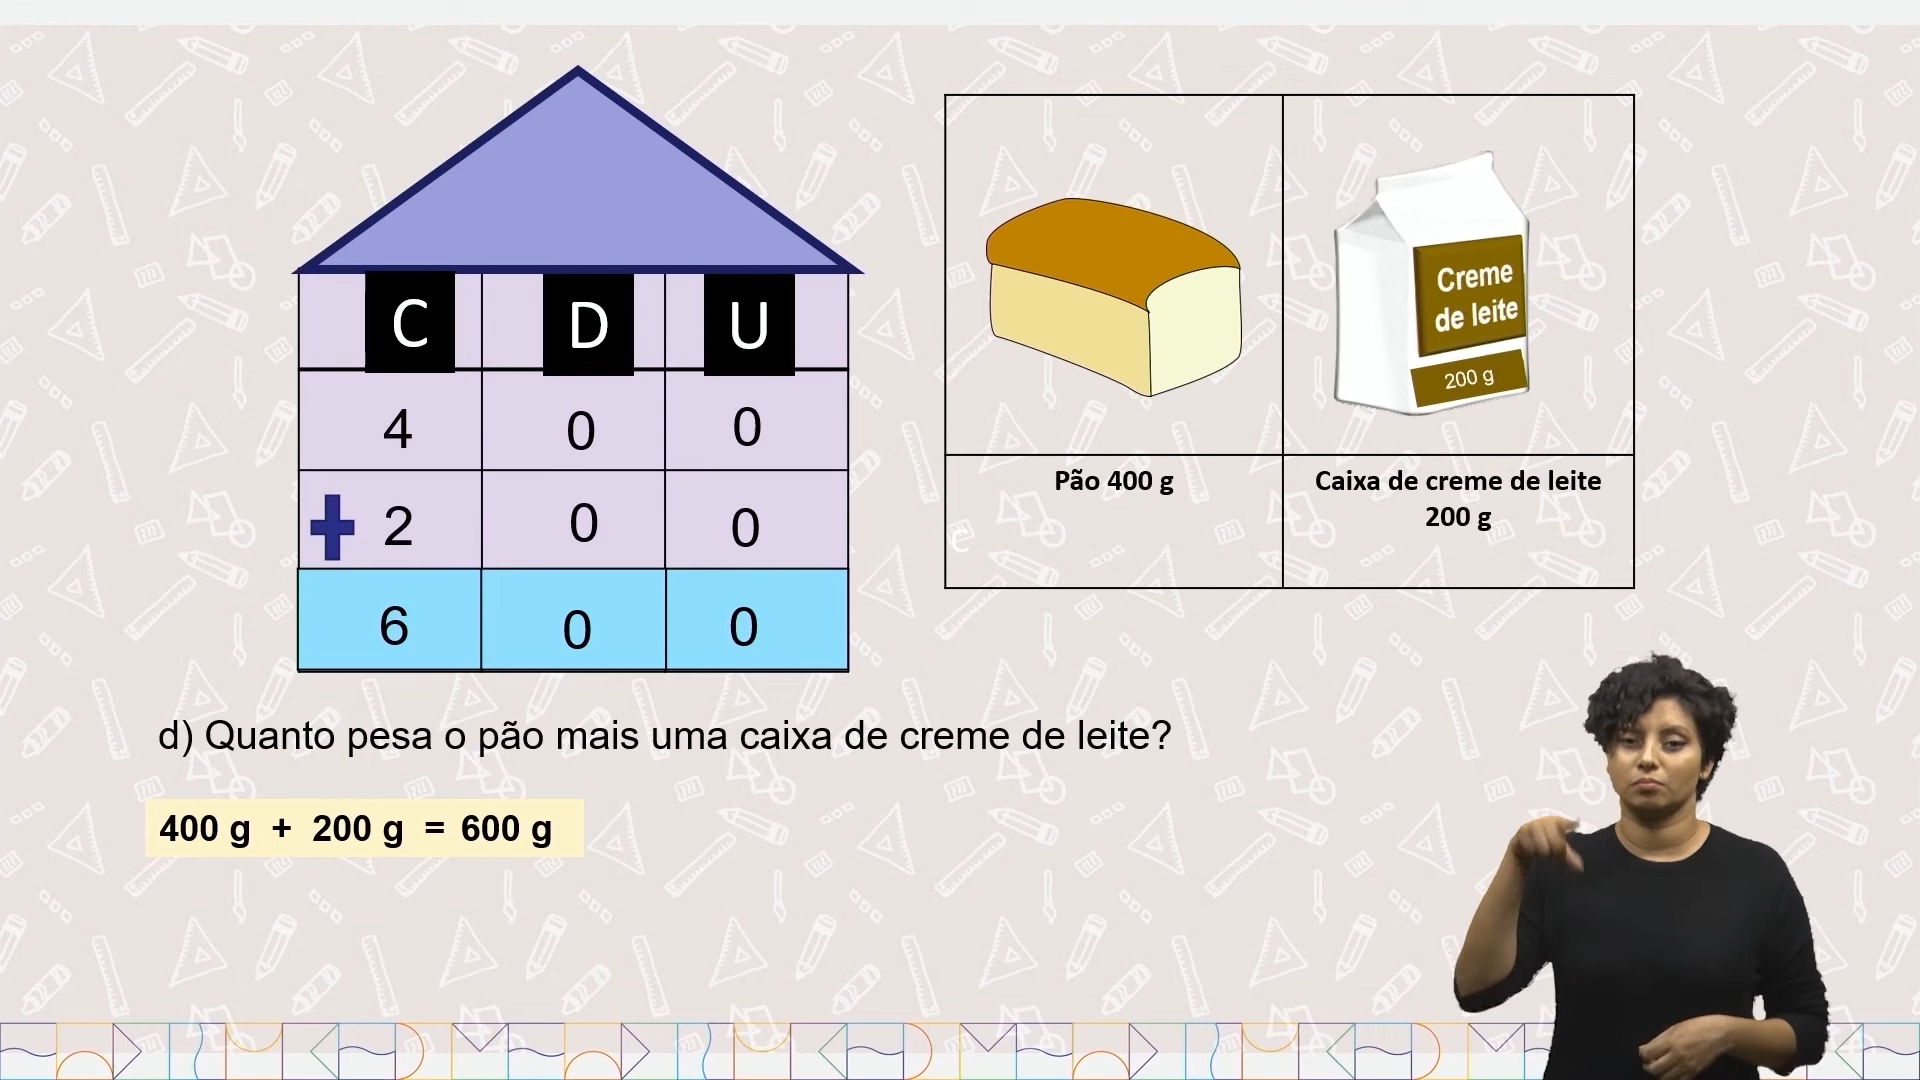 C D U
4 0 0
+ 2 0 0
6 0 0
Creme
de leite
200 g
Pão 400 g
Caixa de creme de leite
200 g
c
d) Quanto pesa o pão mais uma caixa de creme de leite?
400 g + 200 g = 600 g